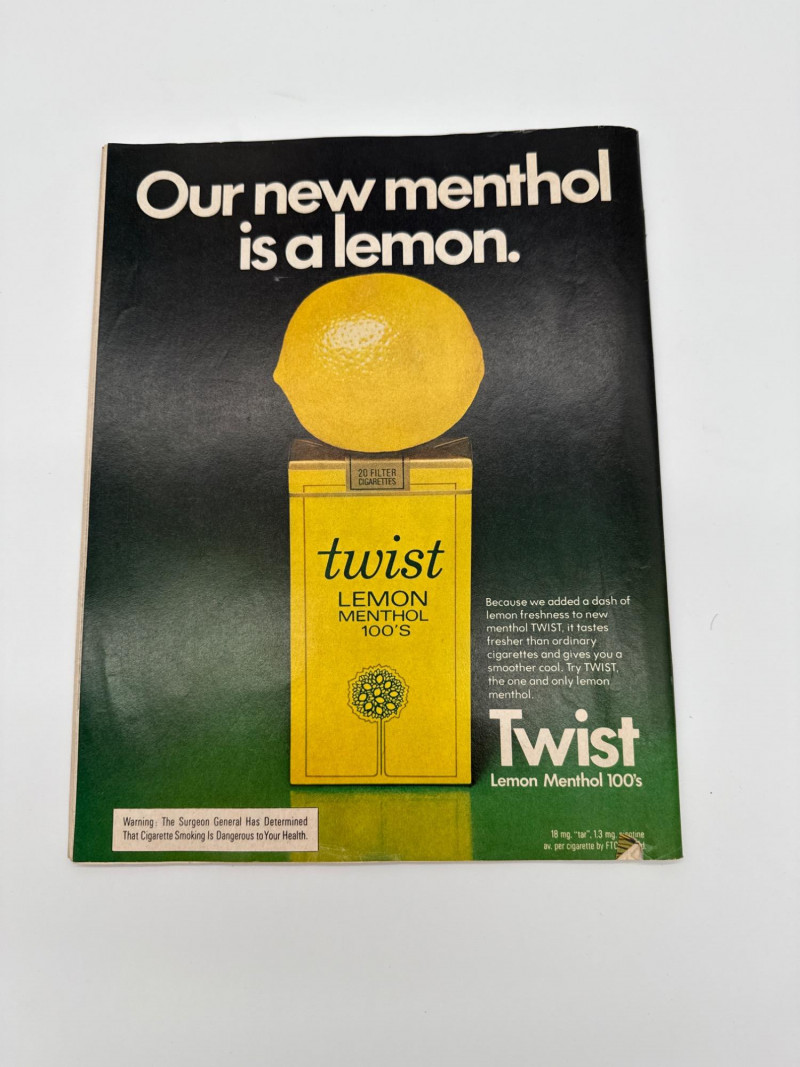 Our new menthol
is a lemon.
20 FILTER
CIGARETTES
twist
LEMON
MENTHOL
100'S
Because we added a dash of
lemon freshness to new
menthol TWIST, it tastes
fresher than ordinary
cigarettes and gives you a
smoother cool. Try TWIST,
the one and only lemon
menthol.
Twist
Lemon Menthol 100's
Warning: The Surgeon General Has Determined
That Cigarette Smoking Is Dangerous to Your Health.
18 mg. "tar", 1.3 mg. nicotine
av. per cigarette by FTC